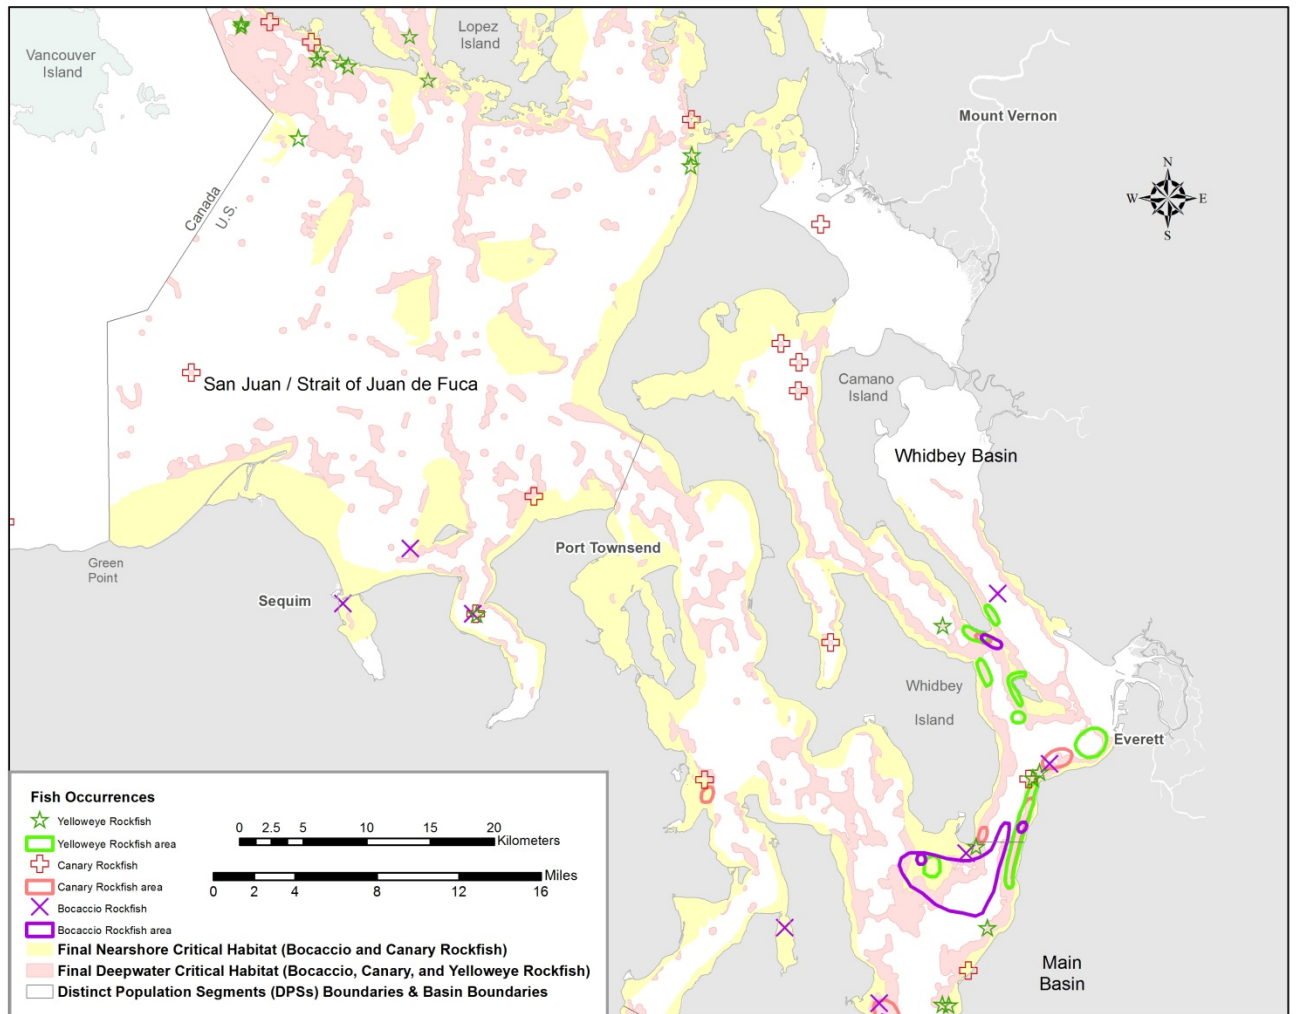 Lopez
Island
Vancouver
Island
Mount Vernon
N
W
E
S
Canada
U.S.
San Juan / Strait of Juan de Fuca
Camano
Island
Whidbey Basin
Port Townsend
Green
Point
Sequim
Whidbey
Island
Everett
Main
Basin
Fish Occurrences
Yelloweye Rockfish
Yelloweye Rockfish area
Canary Rockfish
Canary Rockfish area
Bocaccio Rockfish
Bocaccio Rockfish area
Final Nearshore Critical Habitat (Bocaccio and Canary Rockfish)
Final Deepwater Critical Habitat (Bocaccio, Canary, and Yelloweye Rockfish)
Distinct Population Segments (DPSs) Boundaries & Basin Boundaries
0 2.5 5 10 15 20
Kilometers
Miles
0 2 4 8 12 16